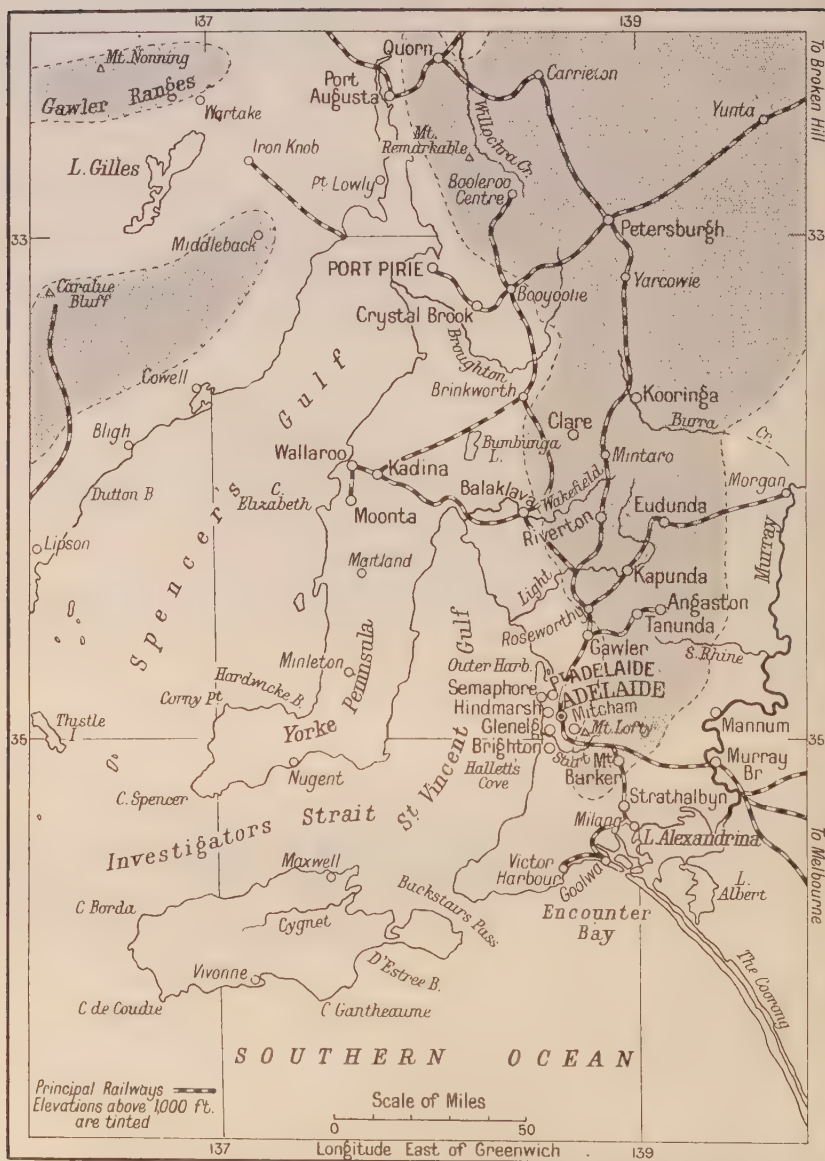 137
139
Quorn
Mt. Nonning
Carrieton
To Broken Hill
Port
Augusta
Gawler Ranges
Wartake
Willochra Cr.
Yunta
Iron Knob
Mt.
Remarkable
L. Gilles
Pt. Lowly
Booleroo
Centre
33
Middleback
Petersburgh
33
PORT PIRIE
Yarcowie
Caralue
Bluff
Booyoolie
Crystal Brook
Broughton
Cowell
Brinkworth
Kooringa
Spencer's Gulf
Clare
Burra
Cr.
Bligh
Bumbunga
L.
Wallaroo
Kadina
Mintaro
Dutton B
Morgan
C.
Elizabeth
Balaklava
Wakefield
Eudunda
Moonta
Riverton
Lipson
Murray
Maitland
Light
Kapunda
Angaston
Roseworthy
Tanunda
Gawler
S. Rhine
Minleton
Outer Harb.
Hardwicke B.
Pt. ADELAIDE
Corny Pt
Semaphore
ADELAIDE
Yorke Peninsula
Hindmarsh
Mitcham
Mannum
Thistle
I
Glenelg
Mt. Lofty
35
Brighton
35
Sturt
Murray
Br
Nugent
Halletts
Cove
Mt.
Barker
St. Vincent Gulf
C. Spencer
Strathalbyn
Investigators Strait
Milang
L. Alexandrina
To Melbourne
Maxwell
Victor
Harbour
Goolwa
L.
Albert
Backstairs Pass
C Borda
Encounter
Bay
Cygnet
D'Estree B.
Vivonne
The Coorong
C de Coudie
C Gantheaume
SOUTHERN OCEAN
Principal Railways
Elevations above 1,000 ft.
are tinted
Scale of Miles
0
50
137
Longitude East of Greenwich
139